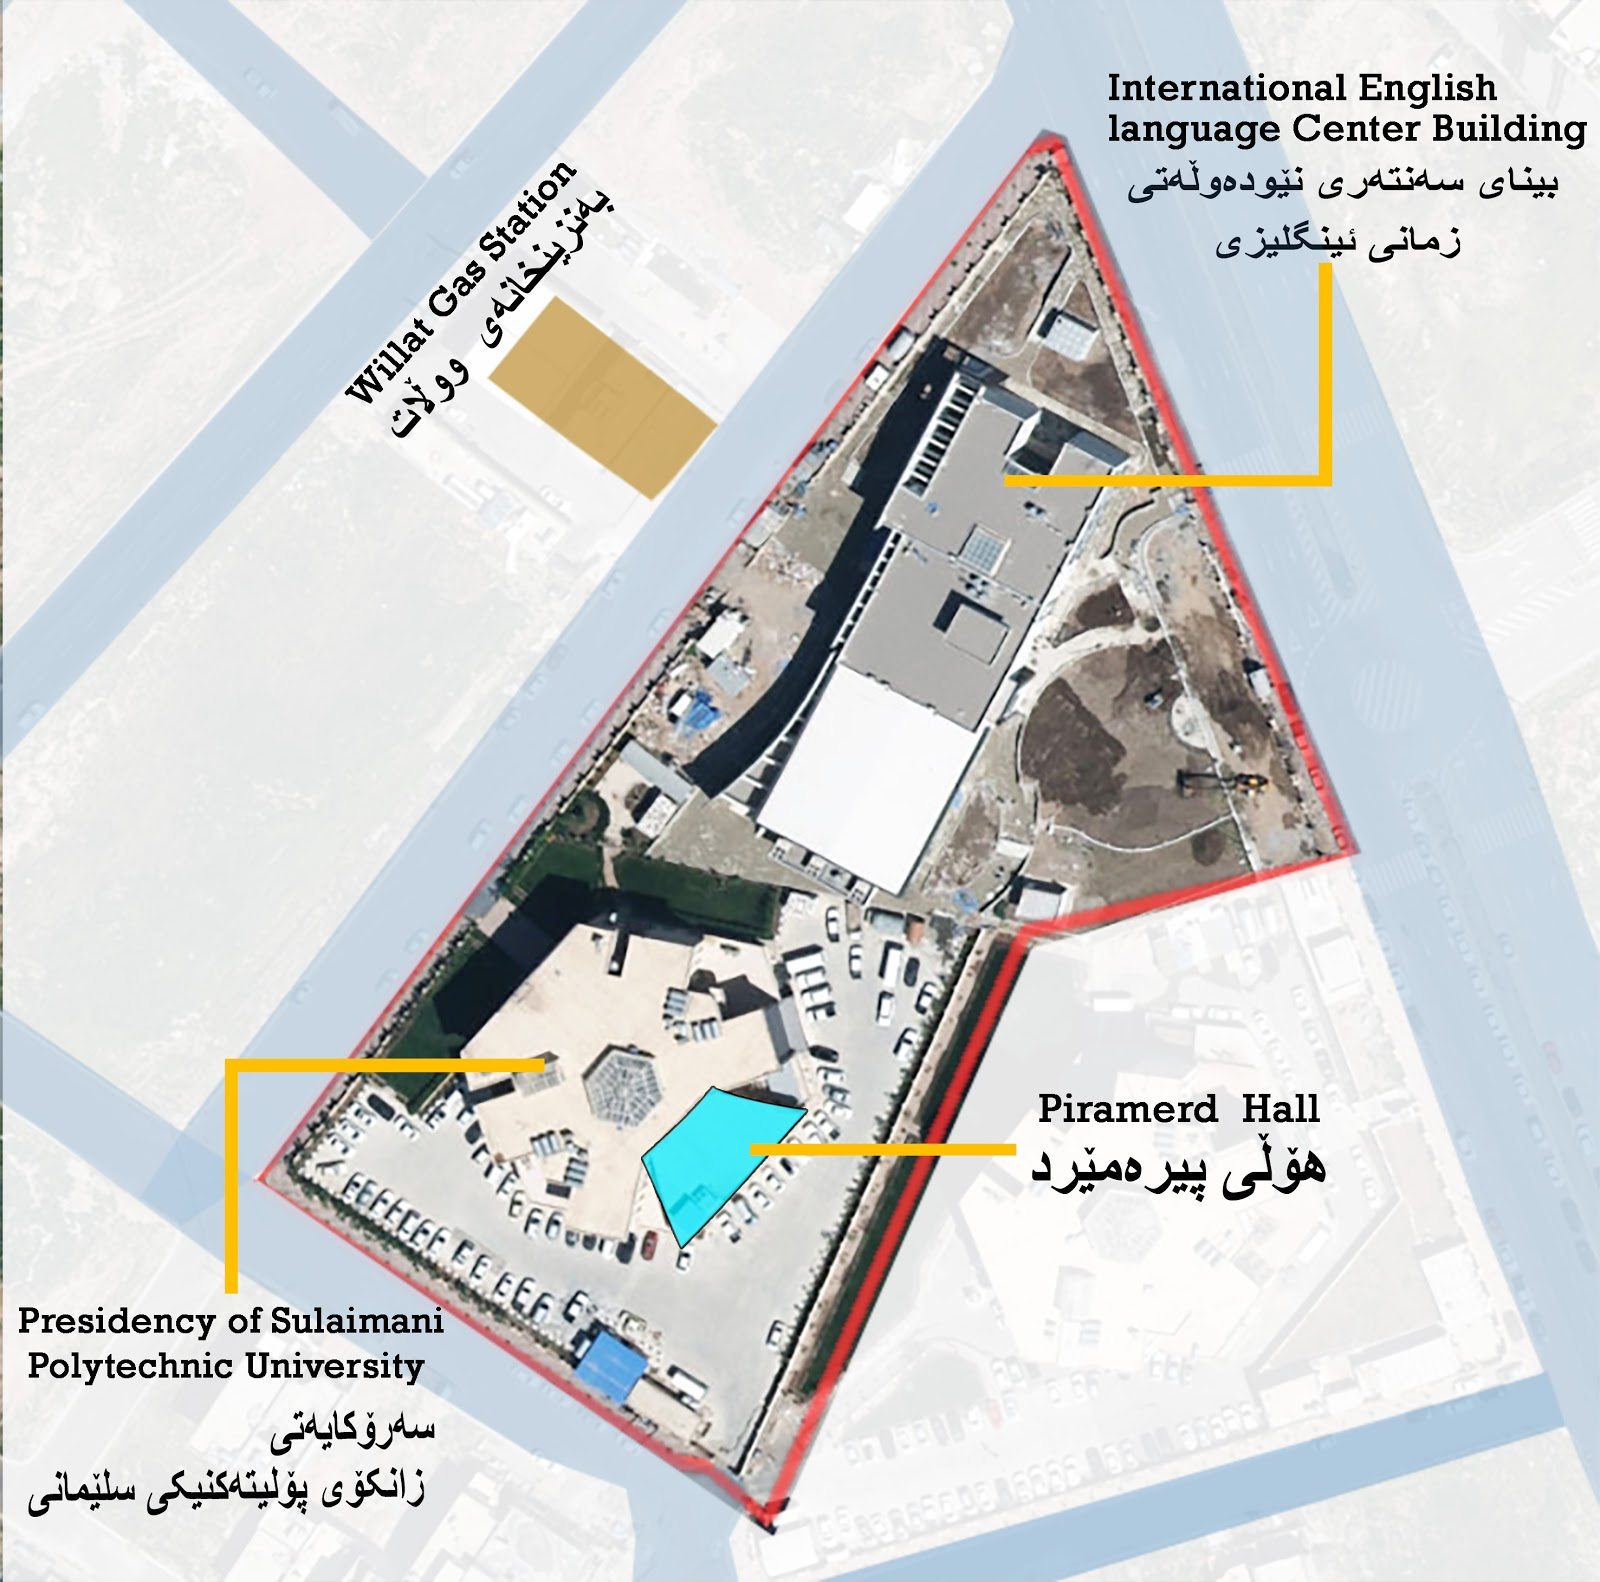 International English
language Center Building
بینای سەنتەری نێودەوڵەتی
زمانی ئینگلیزی
Willat Gas Station
بەنزینخانەی ووڵات
Piramerd Hall
هۆڵی پیرەمێرد
Presidency of Sulaimani
Polytechnic University
سەرۆکایەتی
زانکۆی پۆلیتەکنیکی سلێمانی